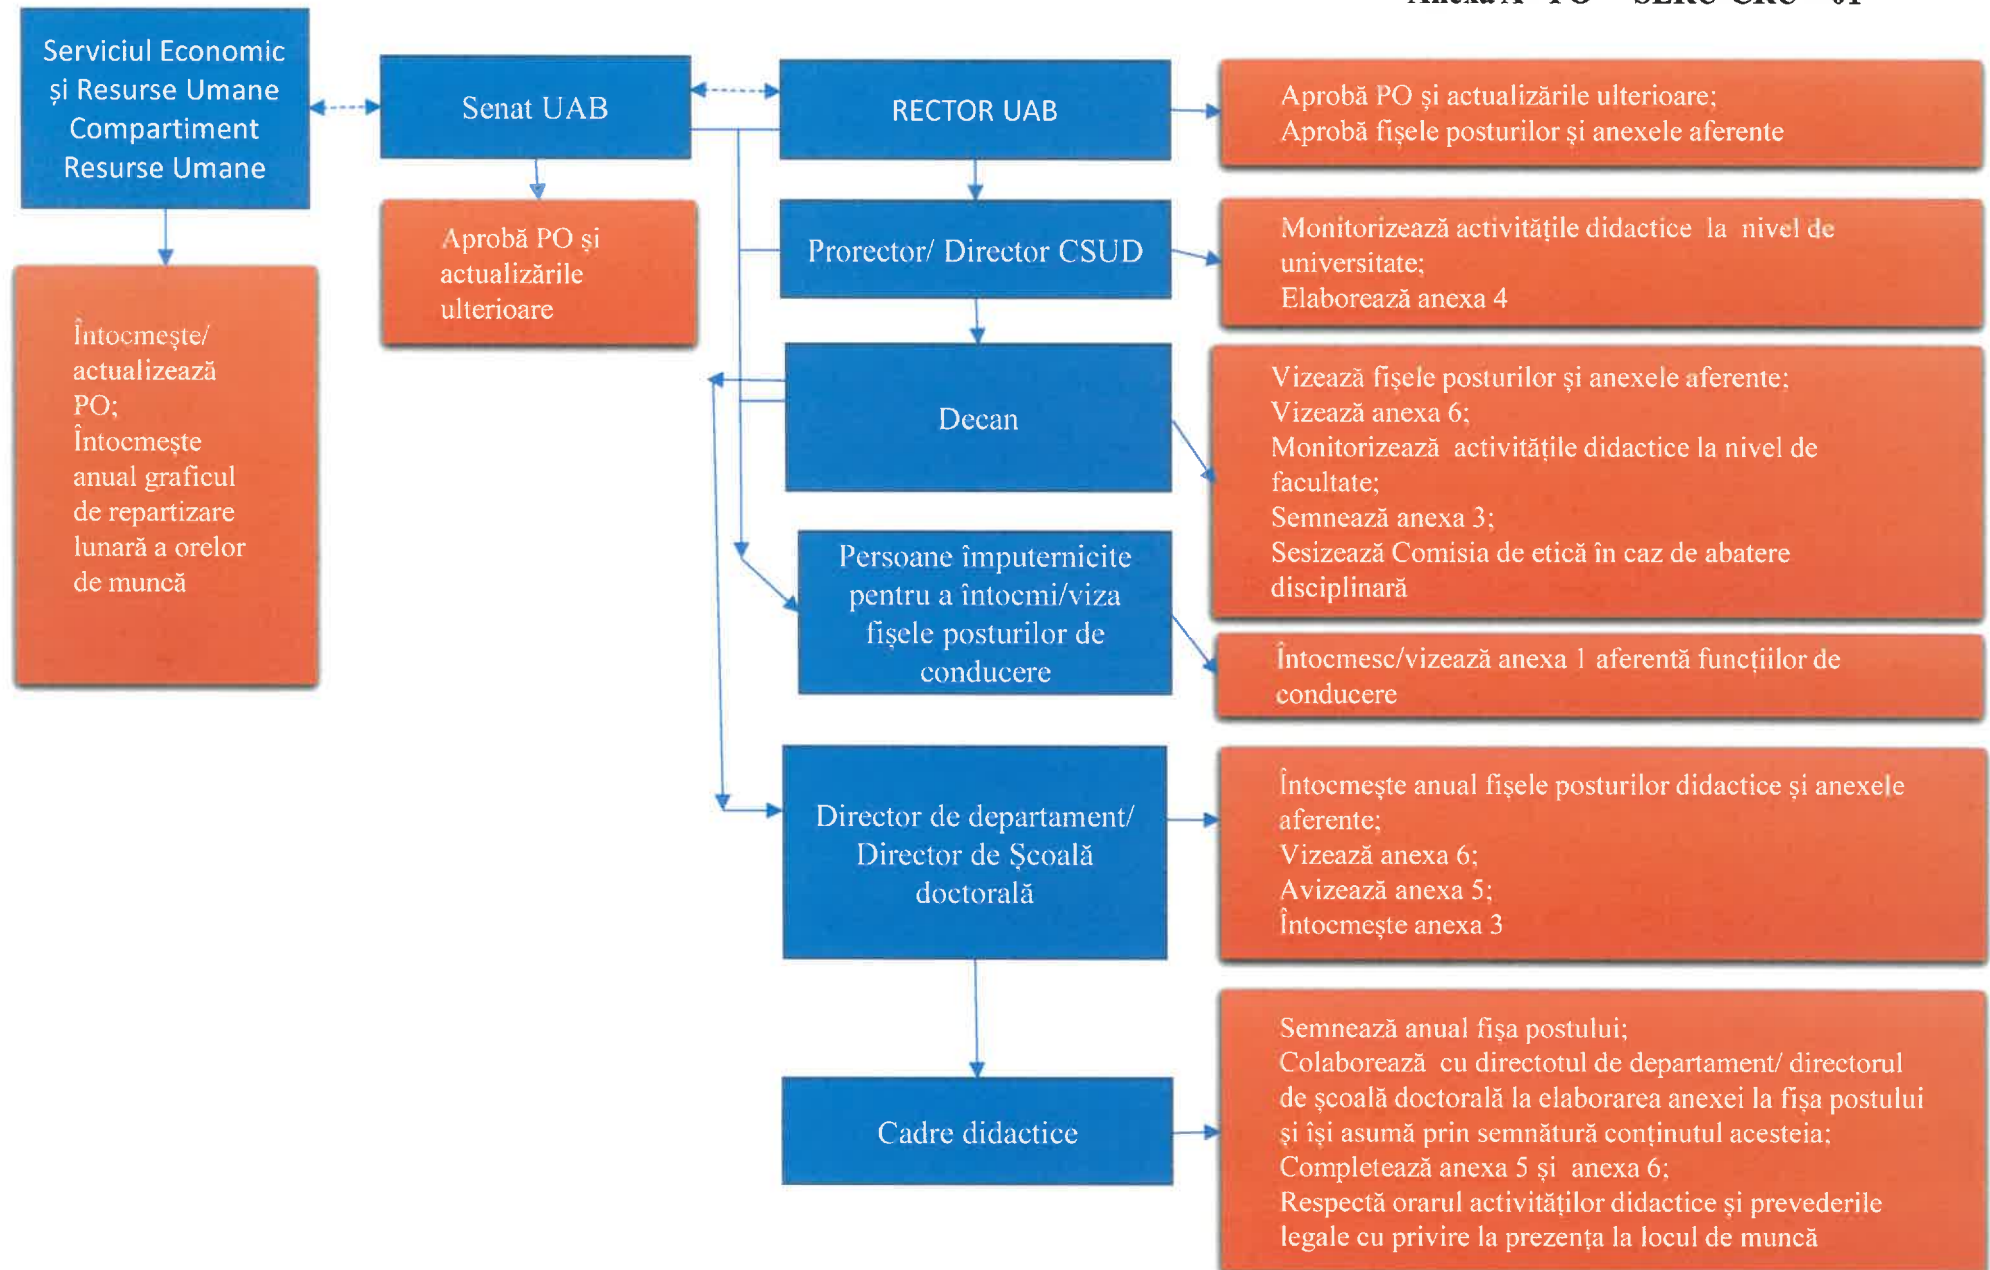 Anexa A PO SERU CRU 01
Serviciul Economic
și Resurse Umane
Compartiment
Resurse Umane
Senat UAB
RECTOR UAB
Aprobă PO și actualizările ulterioare;
Aprobă fișele posturilor și anexele aferente
Întocmește/
actualizează
PO;
Întocmește
anual graficul
de repartizare
lunară a orelor
de muncă
Aprobă PO și
actualizările
ulterioare
Prorector/ Director CSUD
Monitorizează activitățile didactice la nivel de
universitate;
Elaborează anexa 4
Decan
Vizează fișele posturilor și anexele aferente;
Vizează anexa 6;
Monitorizează activitățile didactice la nivel de
facultate;
Semnează anexa 3;
Sesizează Comisia de etică în caz de abatere
disciplinară
Persoane împuternicite
pentru a întocmi/viza
fișele posturilor de
conducere
Întocmesc/vizează anexa 1 aferentă funcțiilor de
conducere
Director de departament/
Director de Școală
doctorală
Întocmește anual fișele posturilor didactice și anexele
aferente;
Vizează anexa 6;
Avizează anexa 5;
Întocmește anexa 3
Cadre didactice
Semnează anual fișa postului;
Colaborează cu directotul de departament/ directorul
de școală doctorală la elaborarea anexei la fișa postului
și își asumă prin semnătură conținutul acesteia;
Completează anexa 5 și anexa 6;
Respectă orarul activităților didactice și prevederile
legale cu privire la prezența la locul de muncă